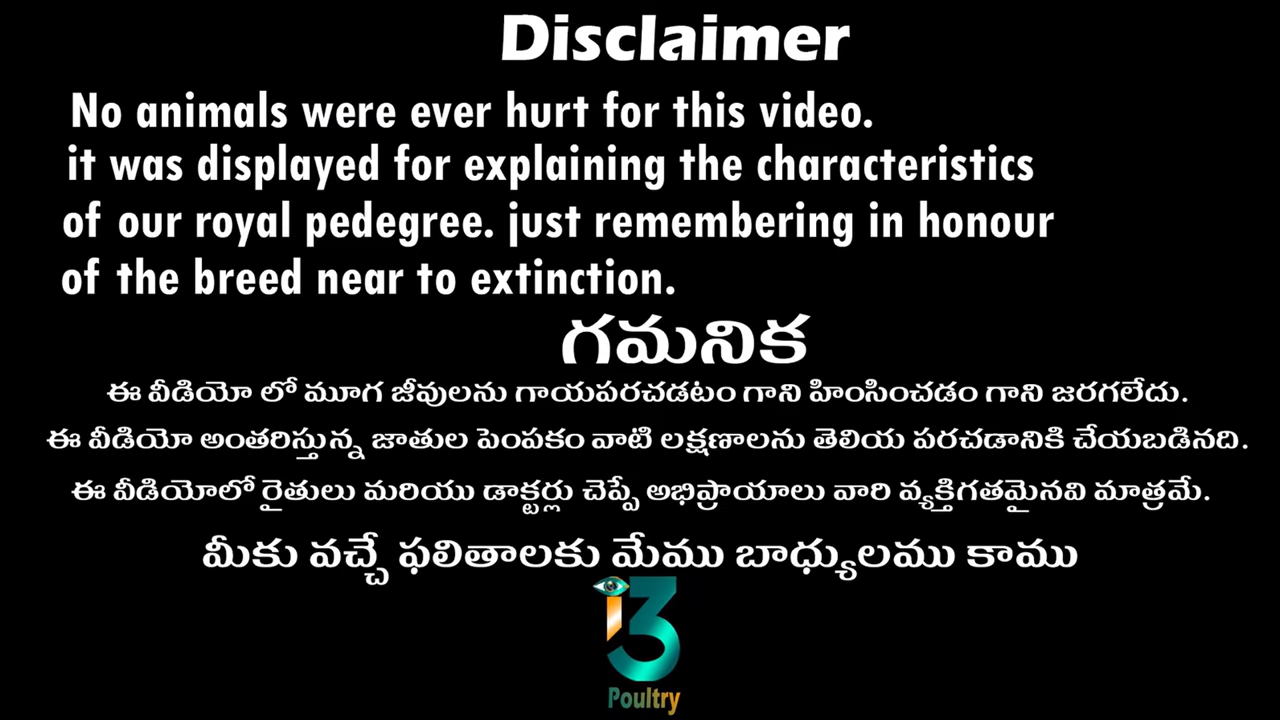 Disclaimer
No animals were ever hurt for this video.
it was displayed for explaining the characteristics
of our royal pedegree. just remembering in honour
of the breed near to extinction.
గమనిక
ఈ వీడియో లో మూగ జీవులను గాయపరచడటం గాని హింసించడం గాని జరగలేదు.
ఈ వీడియో అంతరిస్తున్న జాతుల పెంపకం వాటి లక్షణాలను తెలియ పరచడానికి చేయబడినది.
ఈ వీడియోలో రైతులు మరియు డాక్టర్లు చెప్పే అభిప్రాయాలు వారి వ్యక్తిగతమైనవి మాత్రమే.
మీకు వచ్చే ఫలితాలకు మేము బాధ్యులము కాము
i3
Poultry